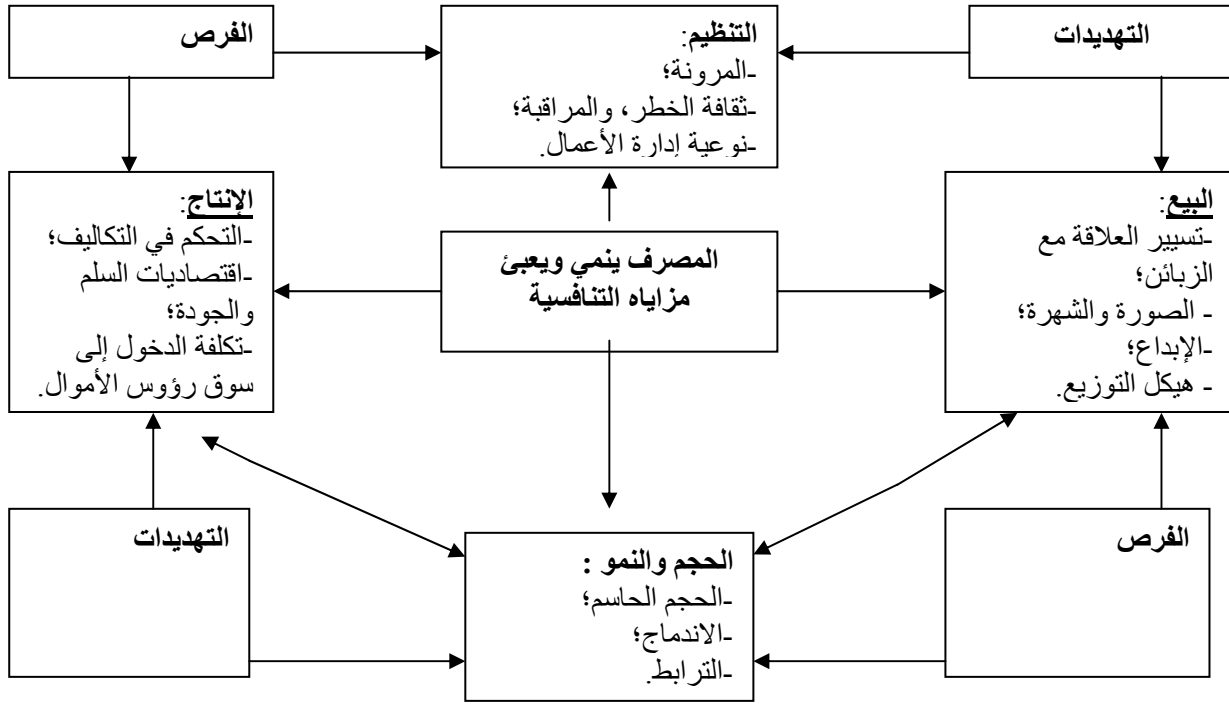 التهديدات
التنظيم:
-المرونة؛
-ثقافة الخطر، والمراقبة؛
-نوعية إدارة الأعمال.
الفرص
البيع:
-تسيير العلاقة مع
الزبائن؛
- الصورة والشهرة؛
-الإبداع؛
- هيكل التوزيع.
المصرف ينمي ويعبئ
مزاياه التنافسية
الإنتاج:
-التحكم في التكاليف؛
-اقتصاديات السلم
والجودة؛
-تكلفة الدخول إلى
سوق رؤوس الأموال.
الفرص
الحجم والنمو :
-الحجم الحاسم؛
-الاندماج؛
-الترابط.
التهديدات